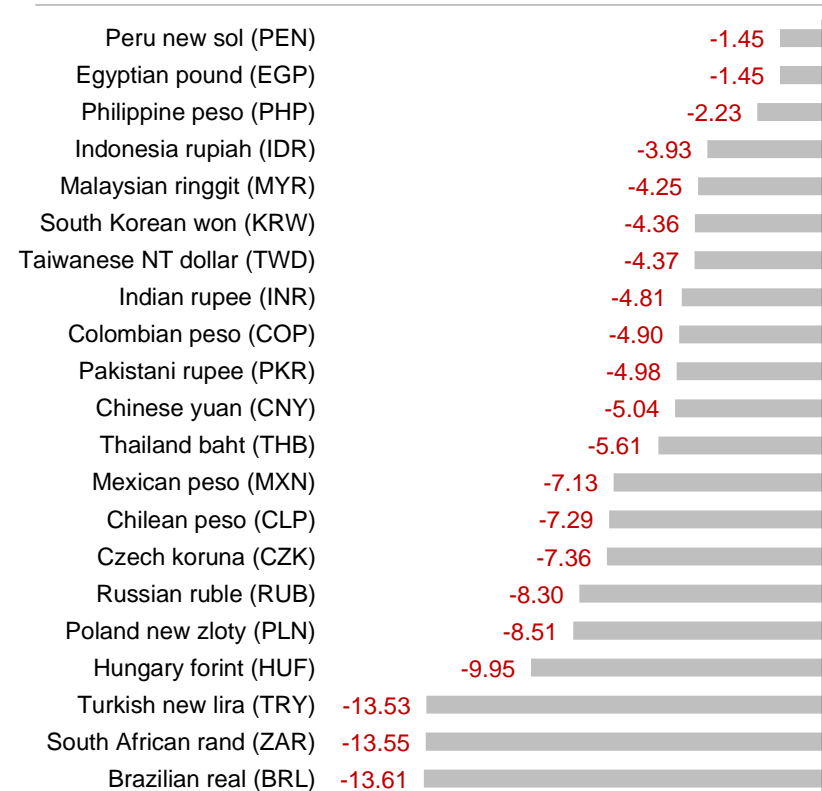 Peru new sol (PEN) -1.45
Egyptian pound (EGP) -1.45
Philippine peso (PHP) -2.23
Indonesia rupiah (IDR) -3.93
Malaysian ringgit (MYR) -4.25
South Korean won (KRW) -4.36
Taiwanese NT dollar (TWD) -4.37
Indian rupee (INR) -4.81
Colombian peso (COP) -4.90
Pakistani rupee (PKR) -4.98
Chinese yuan (CNY) -5.04
Thailand baht (THB) -5.61
Mexican peso (MXN) -7.13
Chilean peso (CLP) -7.29
Czech koruna (CZK) -7.36
Russian ruble (RUB) -8.30
Poland new zloty (PLN) -8.51
Hungary forint (HUF) -9.95
Turkish new lira (TRY) -13.53
South African rand (ZAR) -13.55
Brazilian real (BRL) -13.61